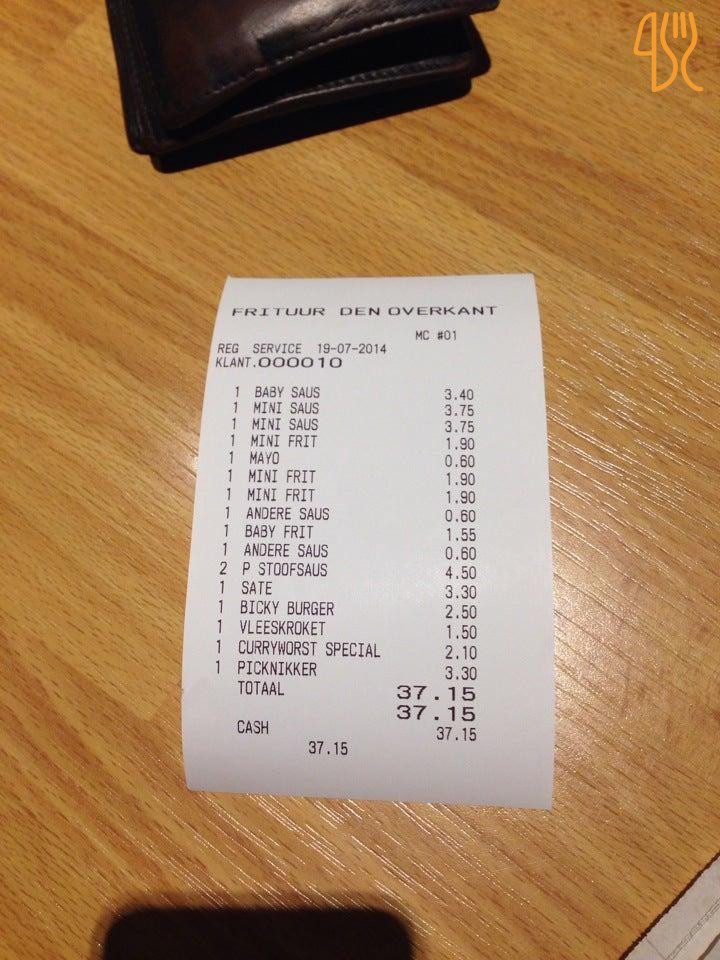 FRITUUR DEN OVERKANT
MC #01
REG SERVICE 19-07-2014
KLANT.000010
1 BABY SAUS 3.40
1 MINI SAUS 3.75
1 MINI SAUS 3.75
1 MINI FRIT 1.90
1 MAYO 0.60
1 MINI FRIT 1.90
1 MINI FRIT 1.90
1 ANDERE SAUS 0.60
1 BABY FRIT 1.55
1 ANDERE SAUS 0.60
2 P STOOFSAUS 4.50
1 SATE 3.30
1 BICKY BURGER 2.50
1 VLEESKROKET 1.50
1 CURRYWORST SPECIAL 2.10
1 PICKNIKKER 3.30
TOTAAL 37.15
37.15
CASH 37.15
37.15